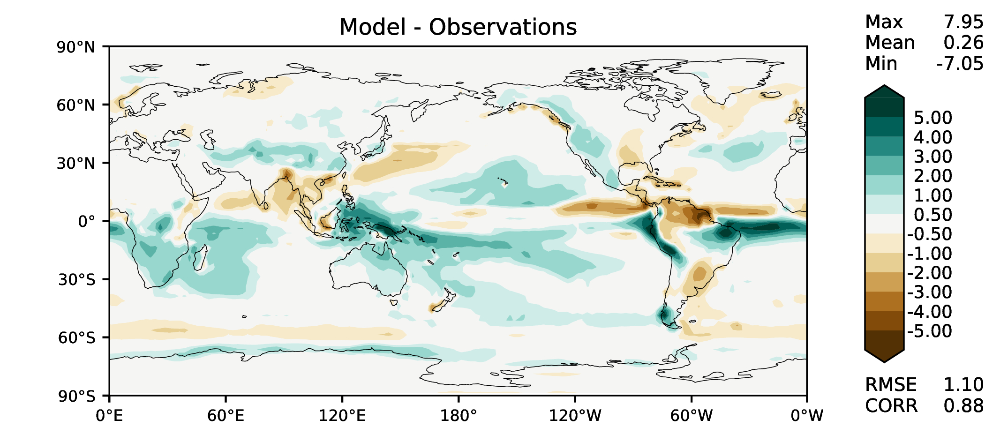 Model - Observations
Max 7.95
Mean 0.26
Min -7.05
90°N
60°N
30°N
0°
30°S
60°S
90°S
0°E 60°E 120°E 180° 120°W 60°W 0°W
5.00
4.00
3.00
2.00
1.00
0.50
-0.50
-1.00
-2.00
-3.00
-4.00
-5.00
RMSE 1.10
CORR 0.88